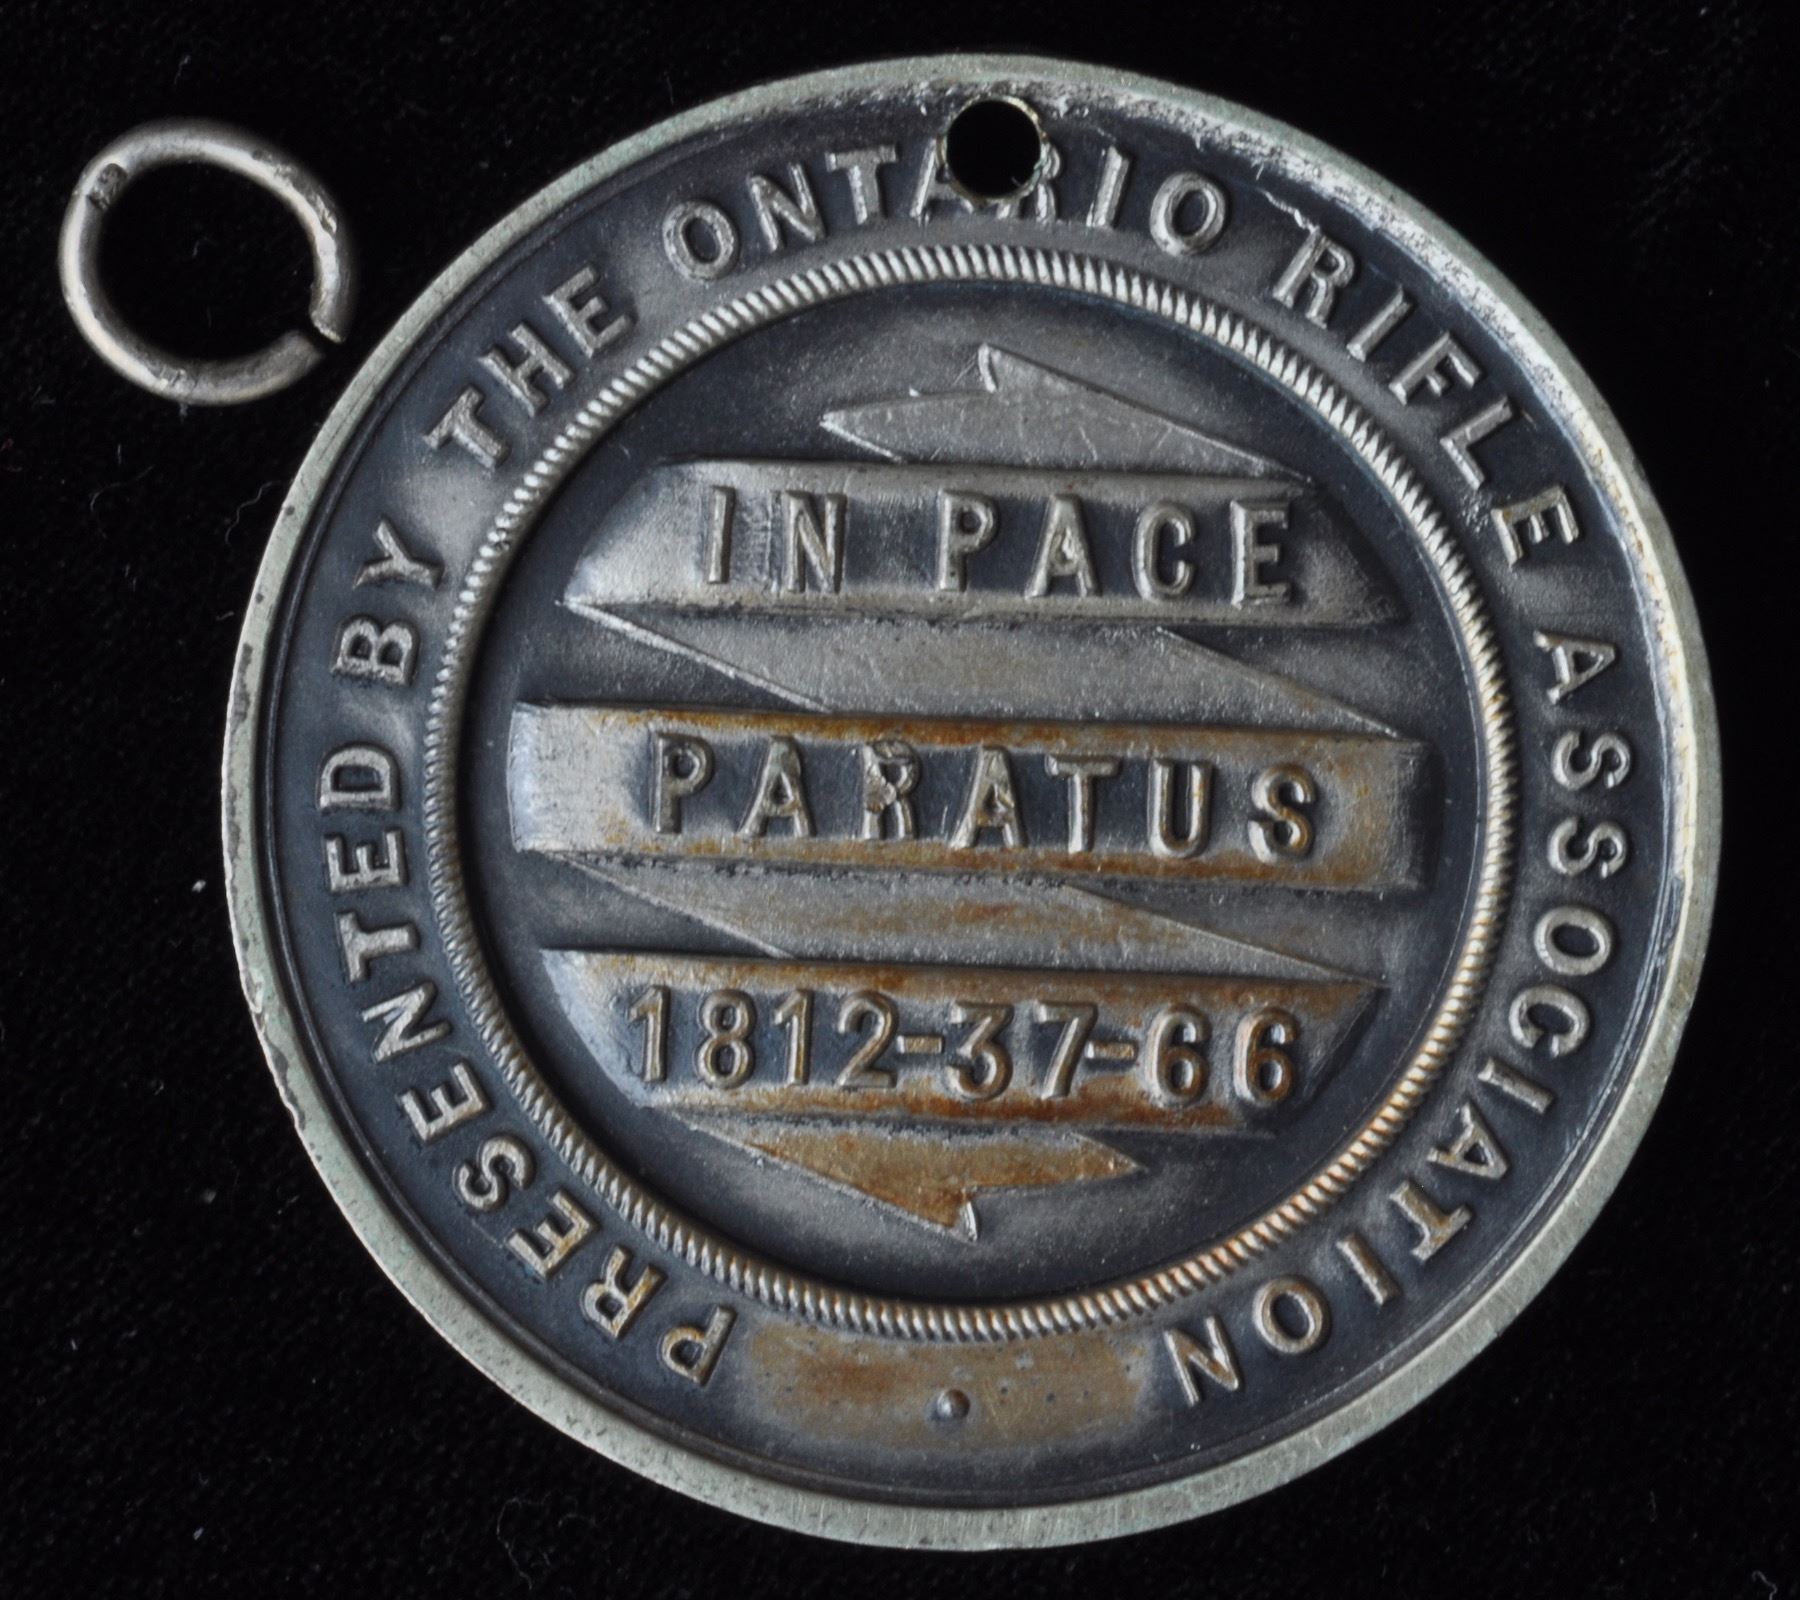 PRESENTED BY THE ONTARIO RIFLE ASSOCIATION
IN PACE
PARATUS
1812-37-66